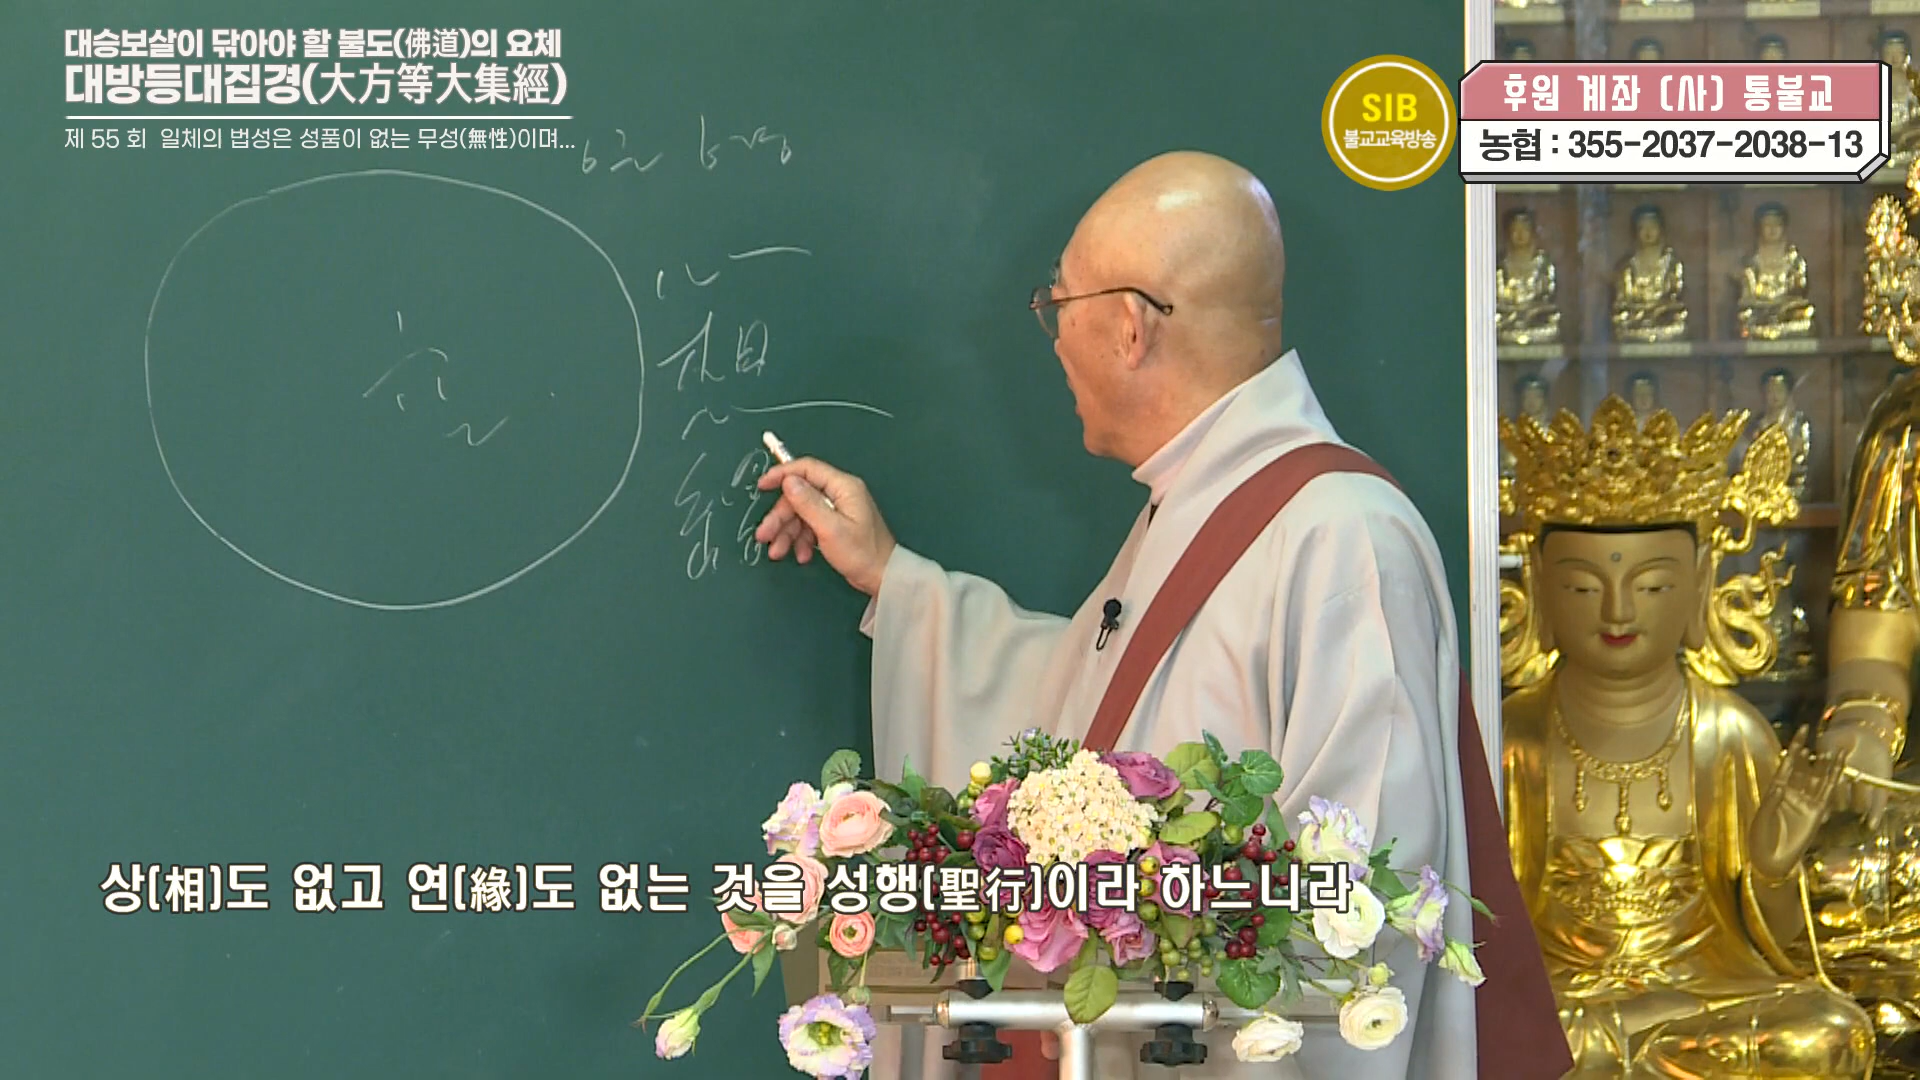 대승보살이 닦아야 할 불도(佛道)의 요체
대방등대집경(大方等大集經)
제 55 회 일체의 법성은 성품이 없는 무성(無性)이며...
SIB
불교교육방송
후원 계좌 (사) 통불교
농협 : 355-2037-2038-13
相
상(相)도 없고 연(緣)도 없는 것을 성행(聖行)이라 하느니라